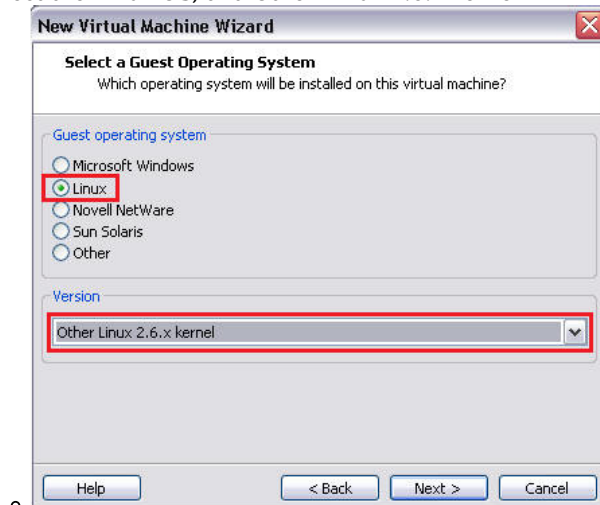 New Virtual Machine Wizard
Select a Guest Operating System
Which operating system will be installed on this virtual machine?
Guest operating system
Microsoft Windows
Linux
Novell NetWare
Sun Solaris
Other
Version
Other Linux 2.6.x kernel
Help < Back Next > Cancel